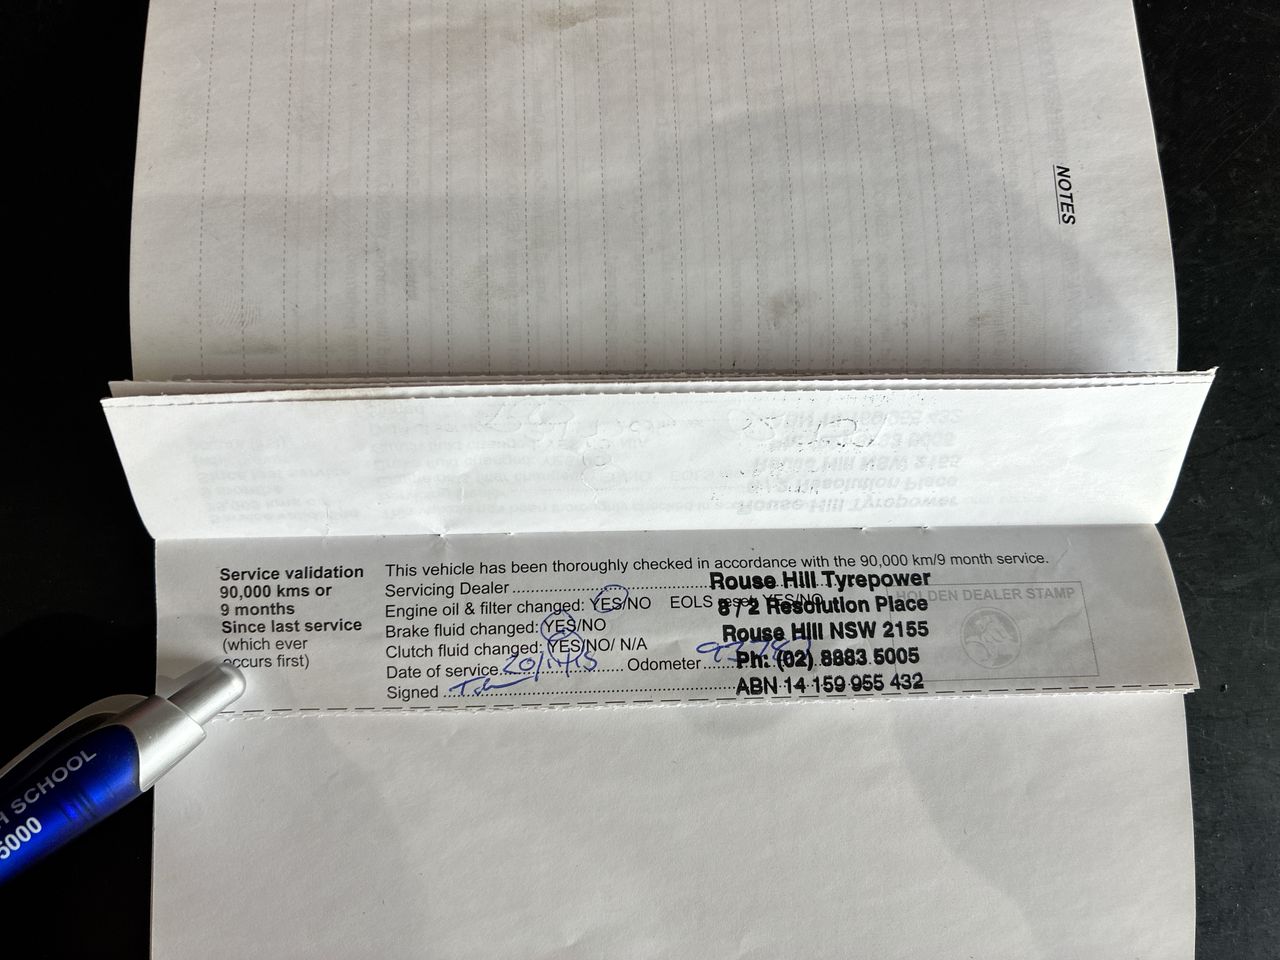 NOTES
Service validation
90,000 kms or
9 months
Since last service
(which ever
occurs first)
This vehicle has been thoroughly checked in accordance with the 90,000 km/9 month service.
Servicing Dealer
Engine oil & filter changed: YES/NO EOLS reset: YES/NO
Brake fluid changed: YES/NO
Clutch fluid changed: YES/NO/ N/A
Date of service Odometer
Signed
Rouse Hill Tyrepower
8 / 2 Resolution Place
Rouse Hill NSW 2155
Ph: (02) 8883 5005
ABN 14 159 955 432
HOLDEN DEALER STAMP
H SCHOOL
5000